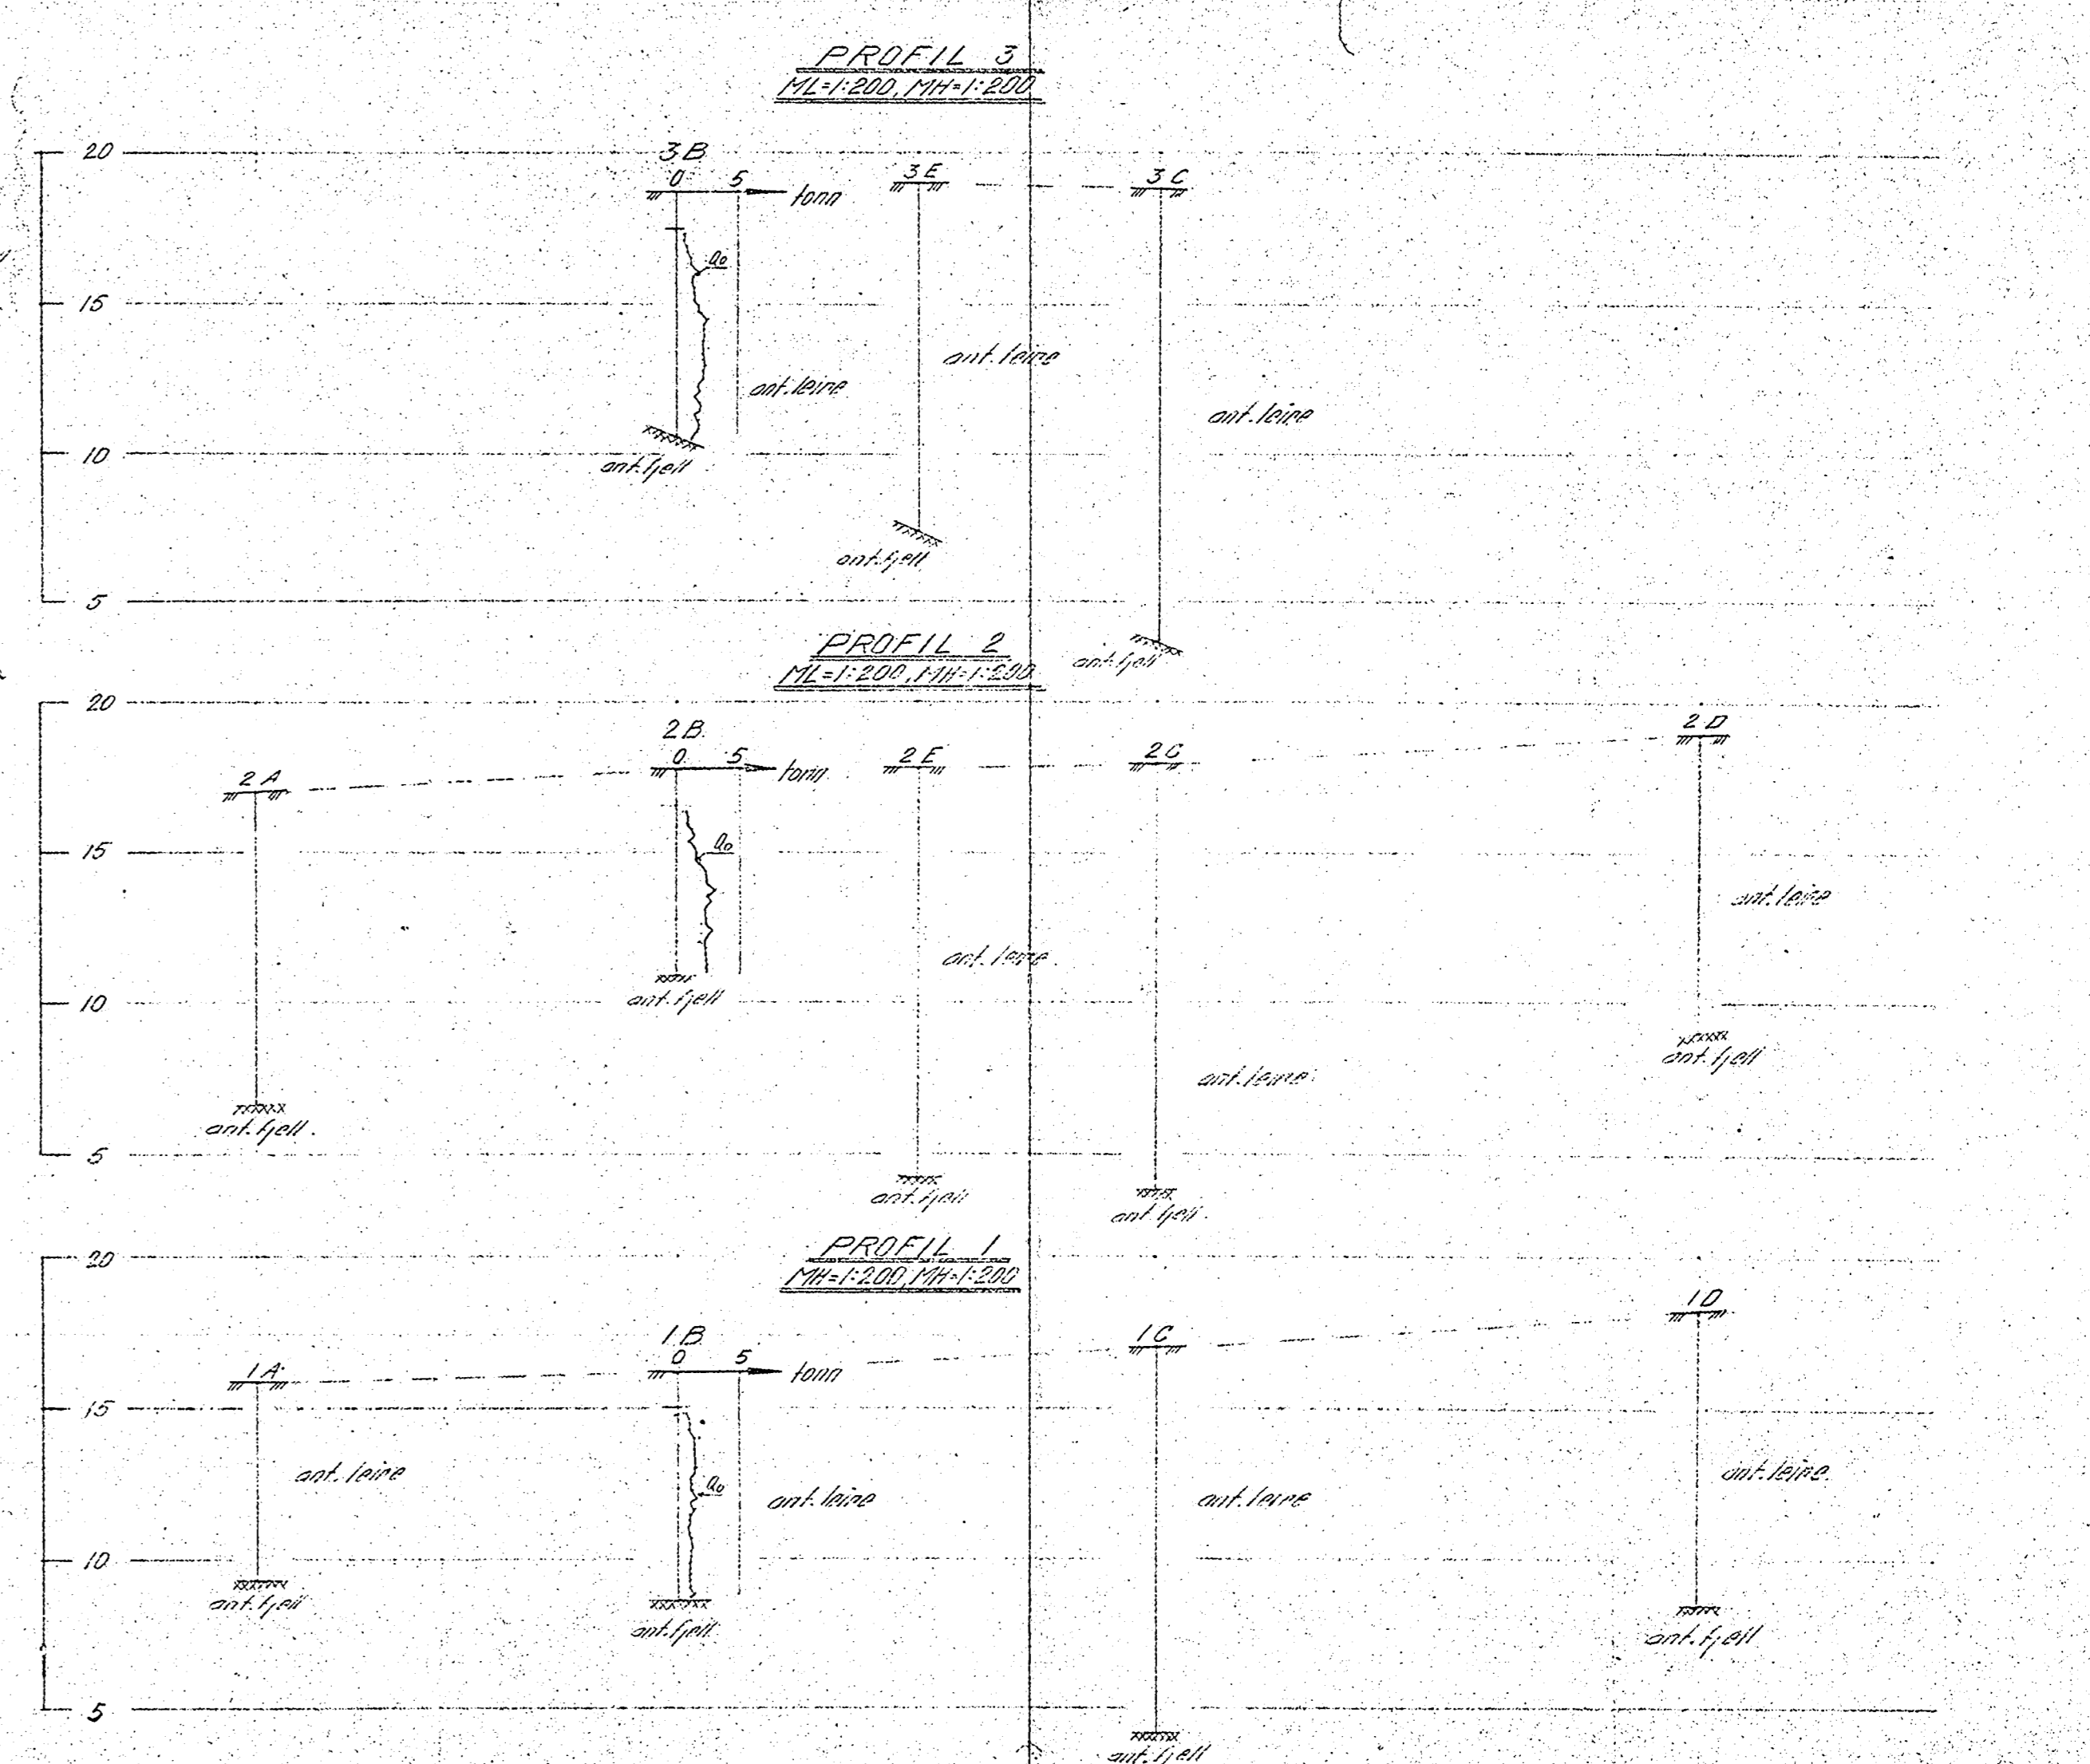 PROFIL 3
ML=1:200, MH=1:200
20
3B
0 5 tonn
3E
3C
Q0
15
ant. leire
ant. leire
ant. leire
10
ant. fjell
ant. fjell
5
ant. fjell
PROFIL 2
ML=1:200, MH=1:200
20
2B
0 5 tonn
2A
2E
2C
2D
Q0
15
ant. leire
ant. leire
10
ant. fjell
ant. fjell
ant. leire
ant. fjell
5
ant. fjell
ant. fjell
PROFIL 1
MH=1:200, MH=1:200
20
1D
1B
0 5 tonn
1A
1C
15
ant. leire
Q0
ant. leire
ant. leire
ant. leire
10
ant. fjell
ant. fjell
ant. fjell
5
ant. fjell